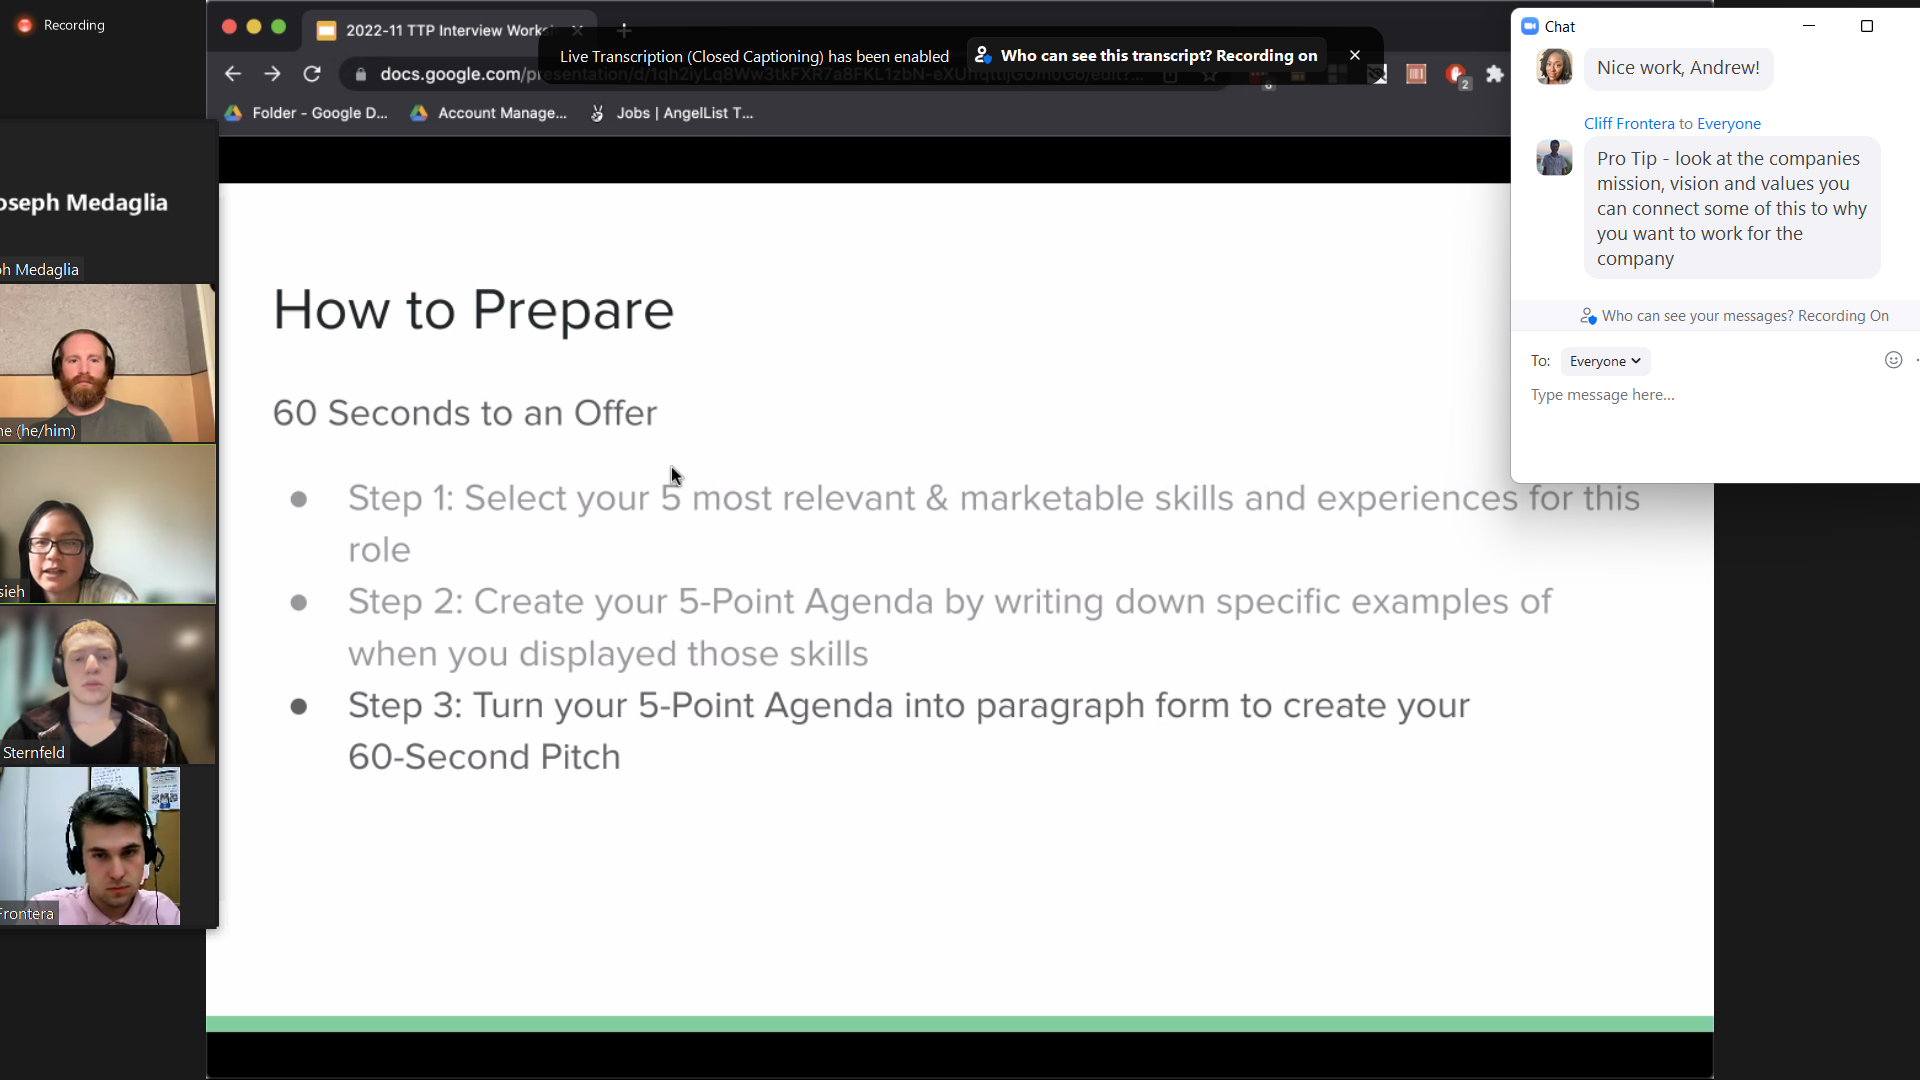 Recording
2022-11 TTP Interview Works
Live Transcription (Closed Captioning) has been enabled
Who can see this transcript? Recording on
docs.google.com/
Folder - Google D...
Account Manage...
Jobs | AngelList T...
oseph Medaglia
ph Medaglia
ne (he/him)
sieh
Sternfeld
Frontera
How to Prepare
60 Seconds to an Offer
Step 1: Select your 5 most relevant & marketable skills and experiences for this
role
Step 2: Create your 5-Point Agenda by writing down specific examples of
when you displayed those skills
Step 3: Turn your 5-Point Agenda into paragraph form to create your
60-Second Pitch
Chat
Nice work, Andrew!
Cliff Frontera to Everyone
Pro Tip - look at the companies
mission, vision and values you
can connect some of this to why
you want to work for the
company
Who can see your messages? Recording On
To: Everyone
Type message here...